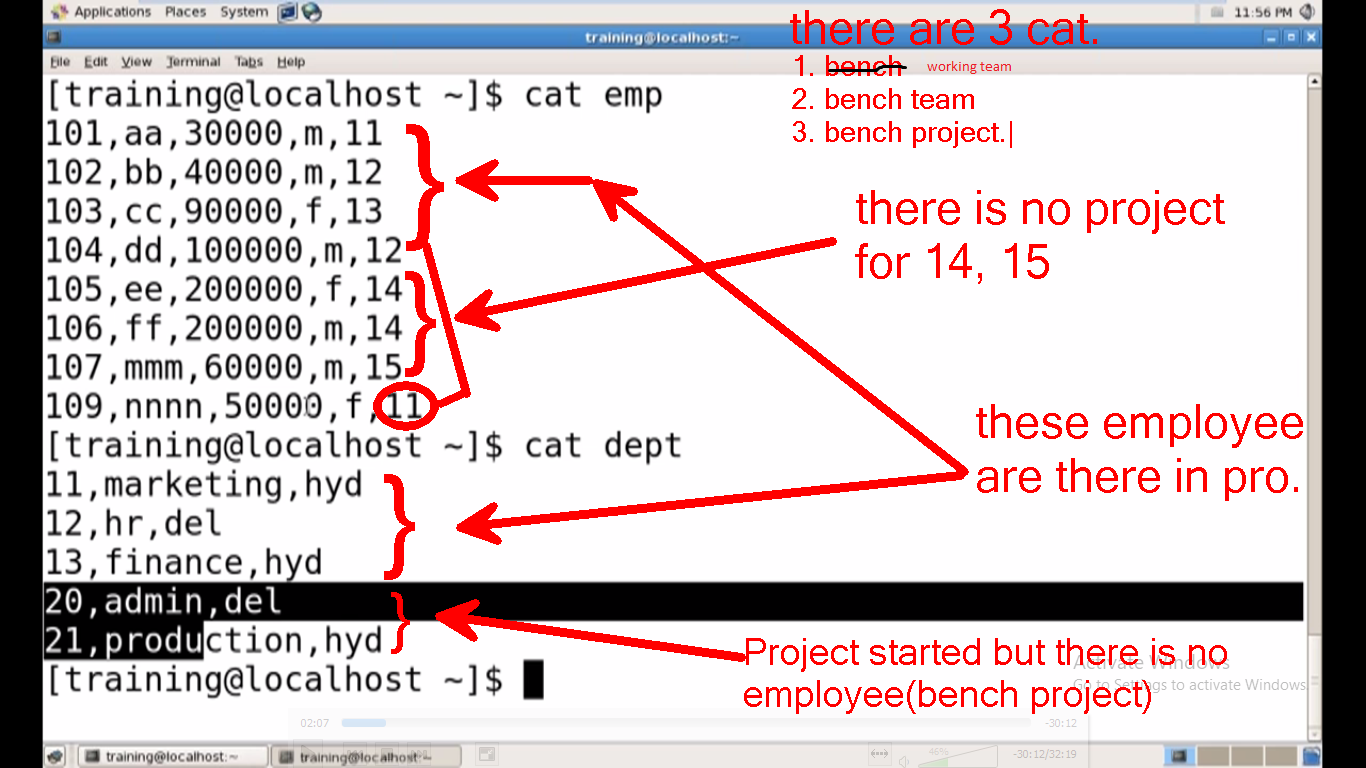 Applications Places System 11:56 PM
training@localhost:~
there are 3 cat.
File Edit View Terminal Tabs Help
1. bench working team
2. bench team
3. bench project.
[training@localhost ~]$ cat emp
101,aa,30000,m,11
102,bb,40000,m,12
103,cc,90000,f,13
104,dd,100000,m,12
105,ee,200000,f,14
106,ff,200000,m,14
107,mmm,60000,m,15
109,nnnn,50000,f,11
there is no project
for 14, 15
[training@localhost ~]$ cat dept
11,marketing,hyd
12,hr,del
13,finance,hyd
20,admin,del
21,production,hyd
[training@localhost ~]$
these employee
are there in pro.
Project started but there is no
employee(bench project)
Activate Windows
Go to Settings to activate Windows.
02:07 -30:12
46% -30:12/32:19
training@localhost:~ training@localhost:~